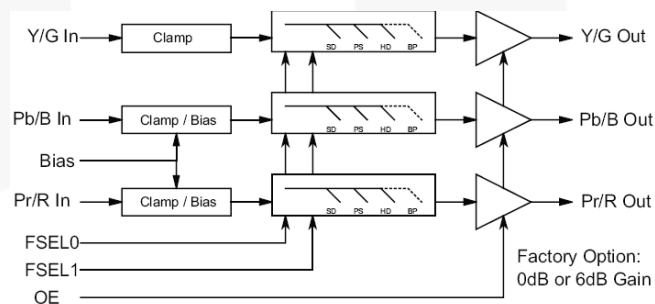 Y/G In Clamp SD PS HD BP Y/G Out
Pb/B In Clamp / Bias SD PS HD BP Pb/B Out
Bias
Pr/R In Clamp / Bias SD PS HD BP Pr/R Out
FSEL0
FSEL1
OE
Factory Option:
0dB or 6dB Gain